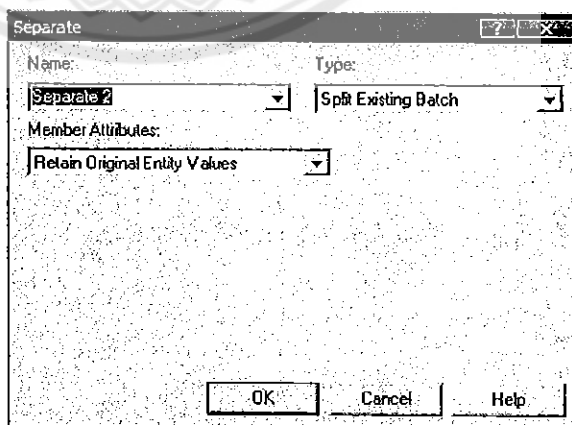 Separate
Name: Type:
Separate 2 Split Existing Batch
Member Attributes:
Retain Original Entity Values
OK Cancel Help